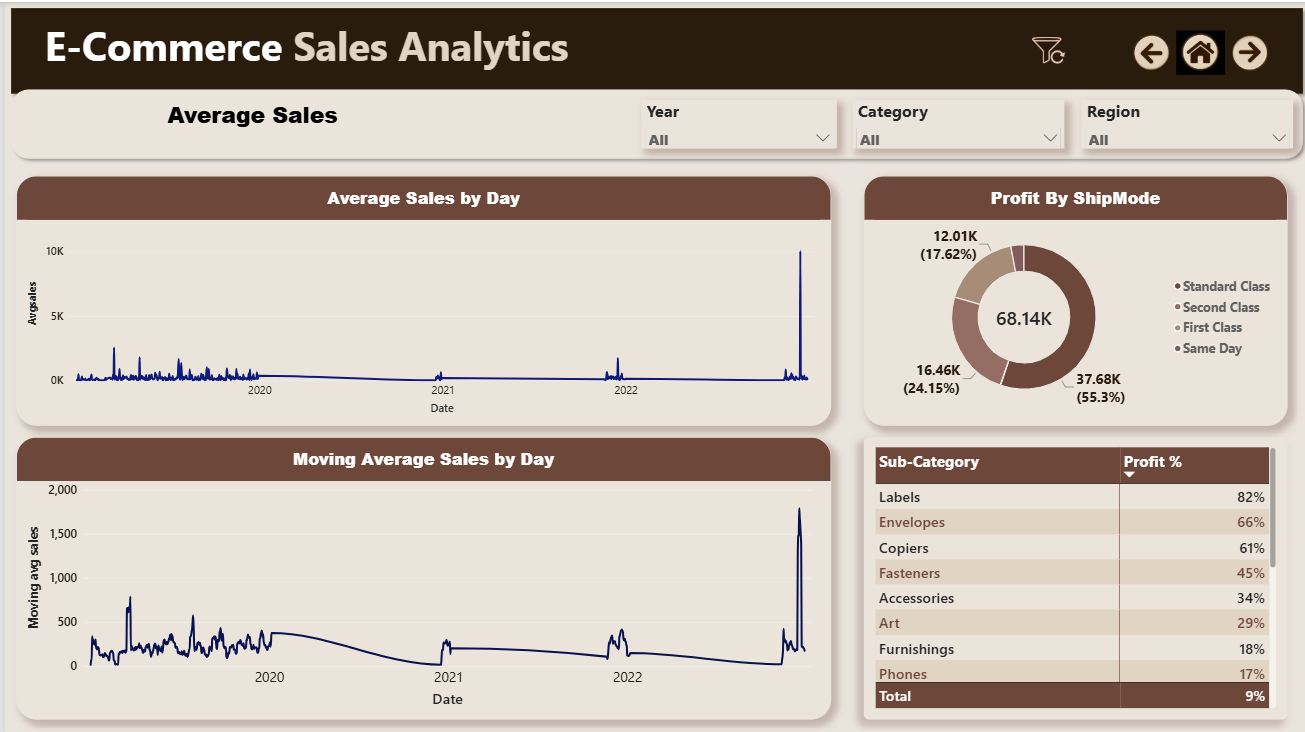 E-Commerce Sales Analytics
Average Sales
Year
All
Category
All
Region
All
Average Sales by Day
10K
5K
0K
Avgsales
2020
2021
2022
Date
Profit By ShipMode
12.01K
(17.62%)
68.14K
16.46K
(24.15%)
37.68K
(55.3%)
Standard Class
Second Class
First Class
Same Day
Moving Average Sales by Day
2,000
1,500
1,000
500
0
Moving avg sales
2020
2021
2022
Date
Sub-Category Profit %
Labels 82%
Envelopes 66%
Copiers 61%
Fasteners 45%
Accessories 34%
Art 29%
Furnishings 18%
Phones 17%
Total 9%